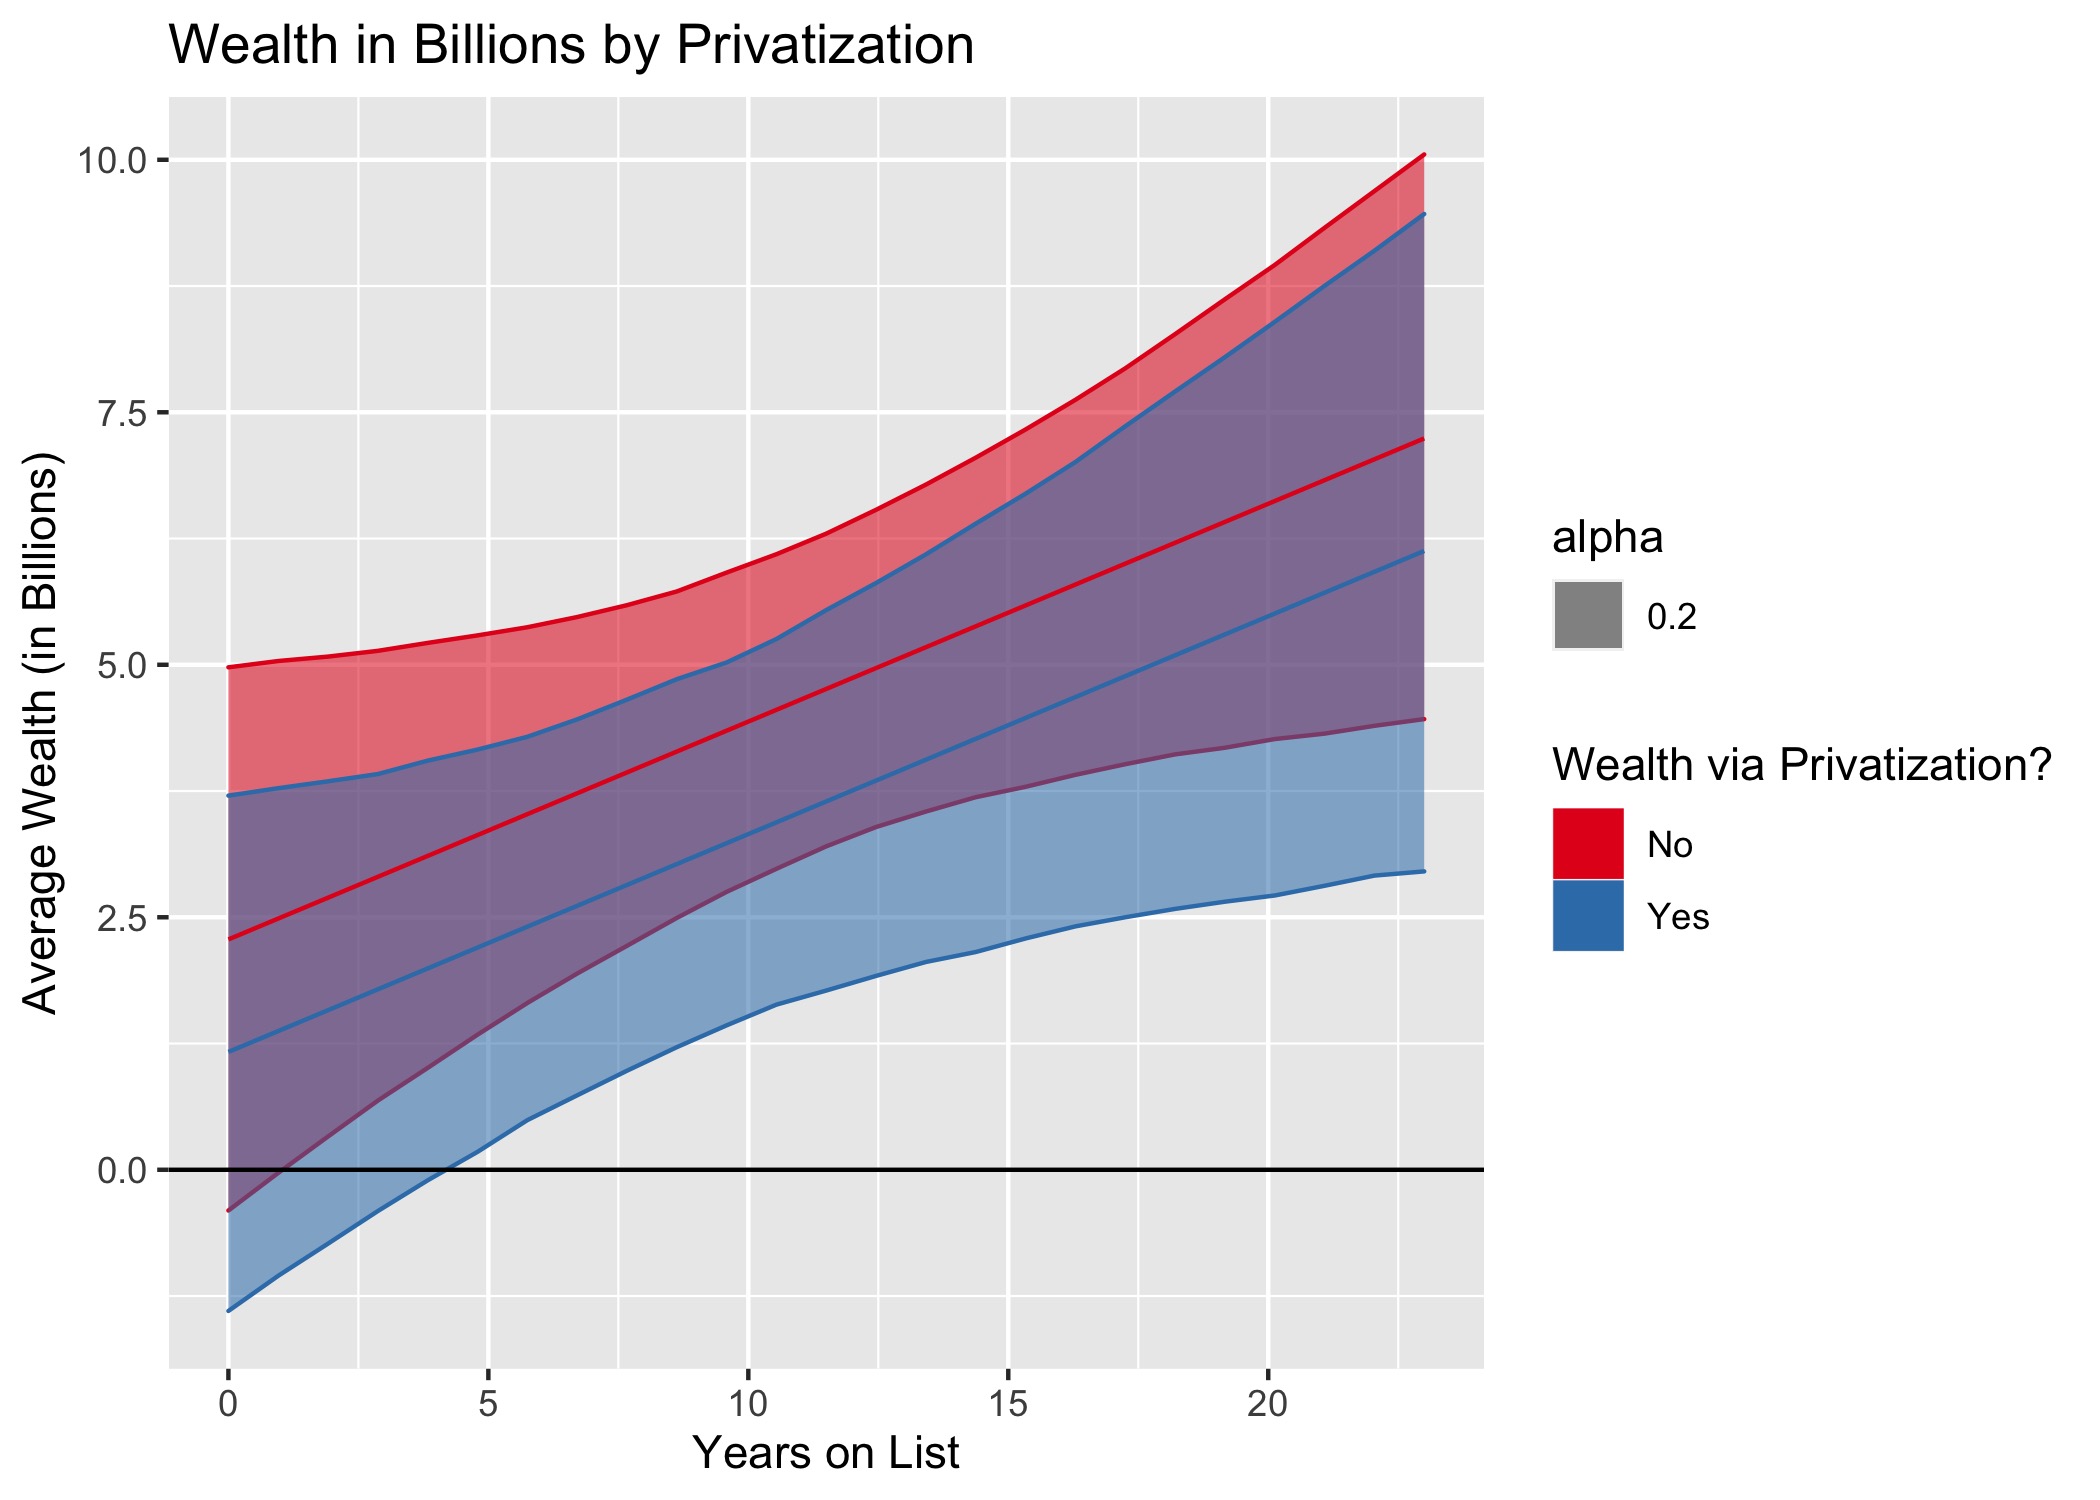 Wealth in Billions by Privatization
10.0
7.5
5.0
2.5
0.0
Average Wealth (in Billions)
0 5 10 15 20
Years on List
alpha
0.2
Wealth via Privatization?
No
Yes